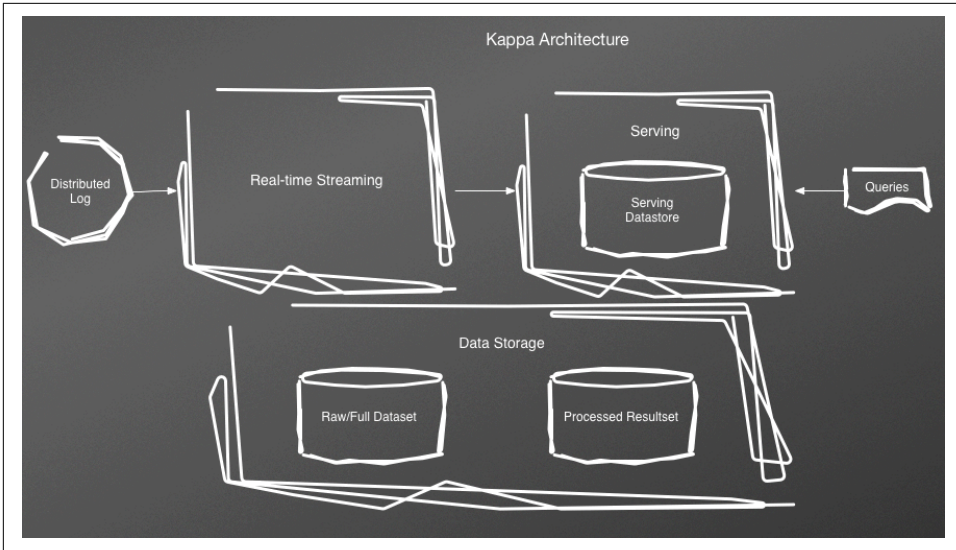 Kappa Architecture
Distributed
Log
Real-time Streaming
Serving
Serving
Datastore
Queries
Data Storage
Raw/Full Dataset
Processed Resultset